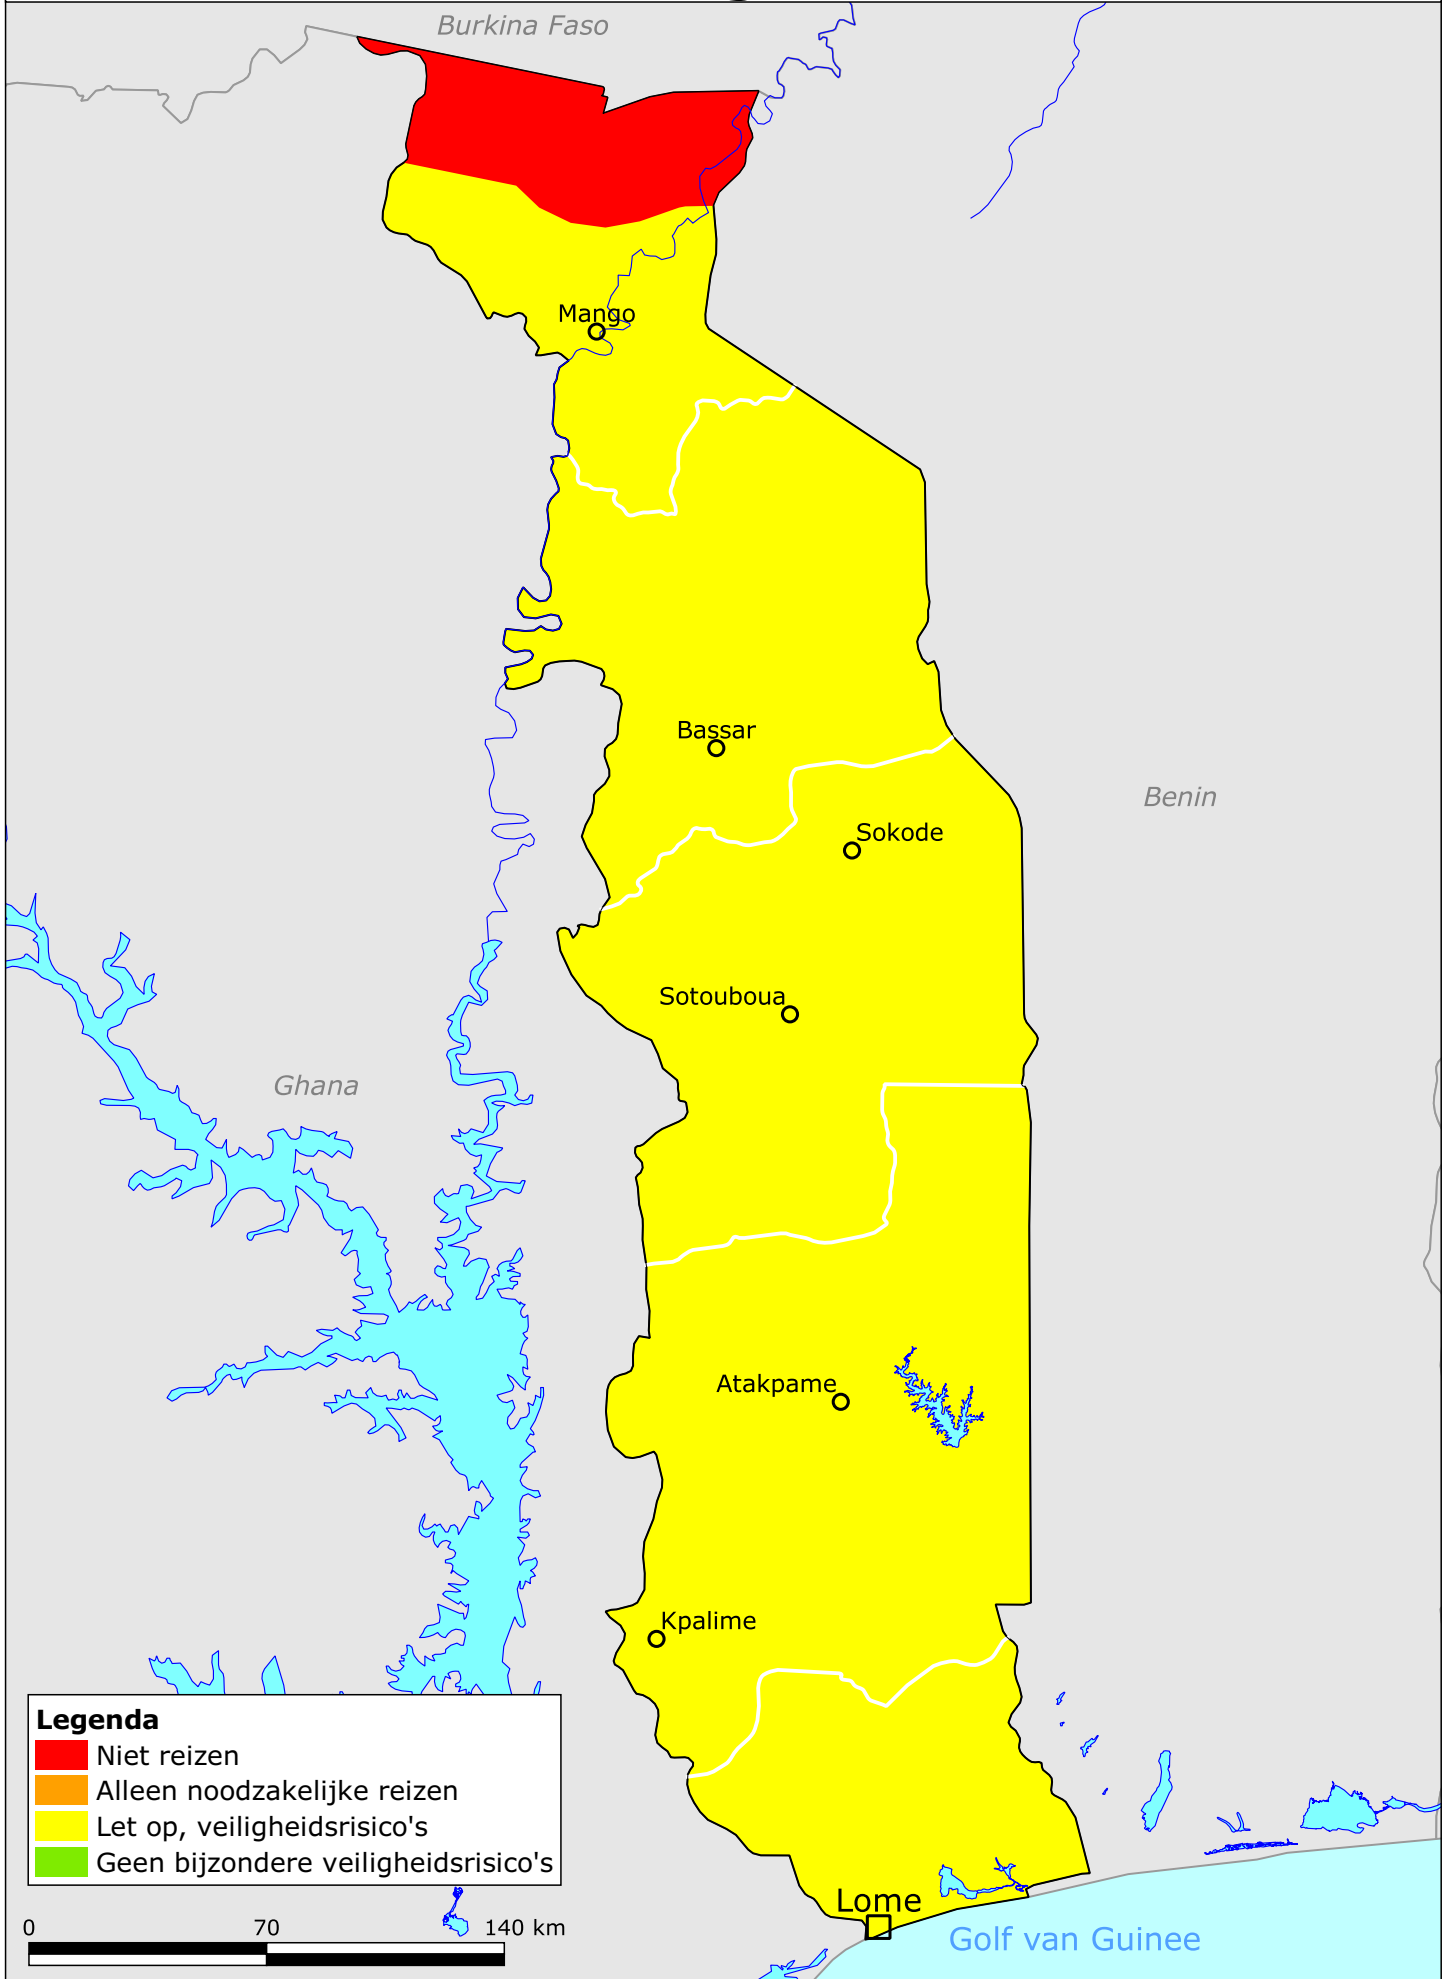 Burkina Faso
Mango
Bassar
Benin
Sokode
Sotouboua
Ghana
Atakpame
Kpalime
Legenda
Niet reizen
Alleen noodzakelijke reizen
Let op, veiligheidsrisico's
Geen bijzondere veiligheidsrisico's
Lome
0 70 140 km
Golf van Guinee